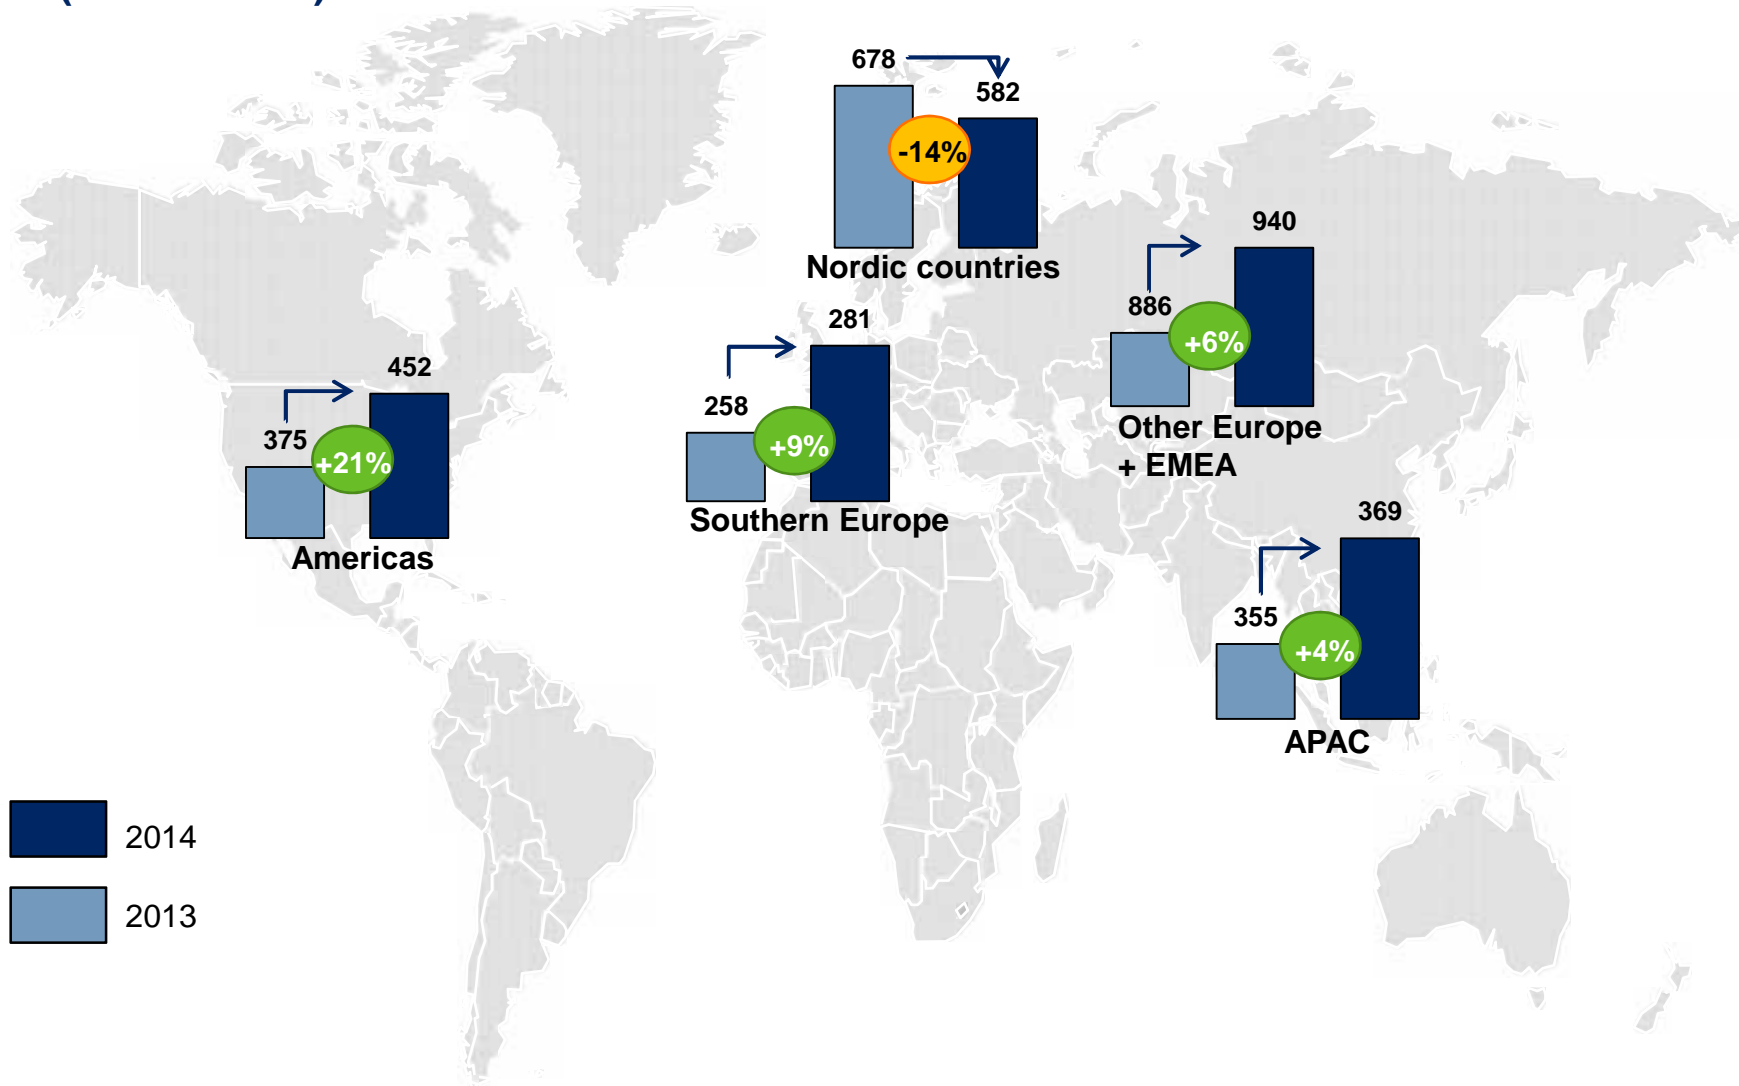 678
582
-14%
Nordic countries
940
886
+6%
Other Europe
+ EMEA
281
258
+9%
Southern Europe
452
375
+21%
Americas
369
355
+4%
APAC
2014
2013